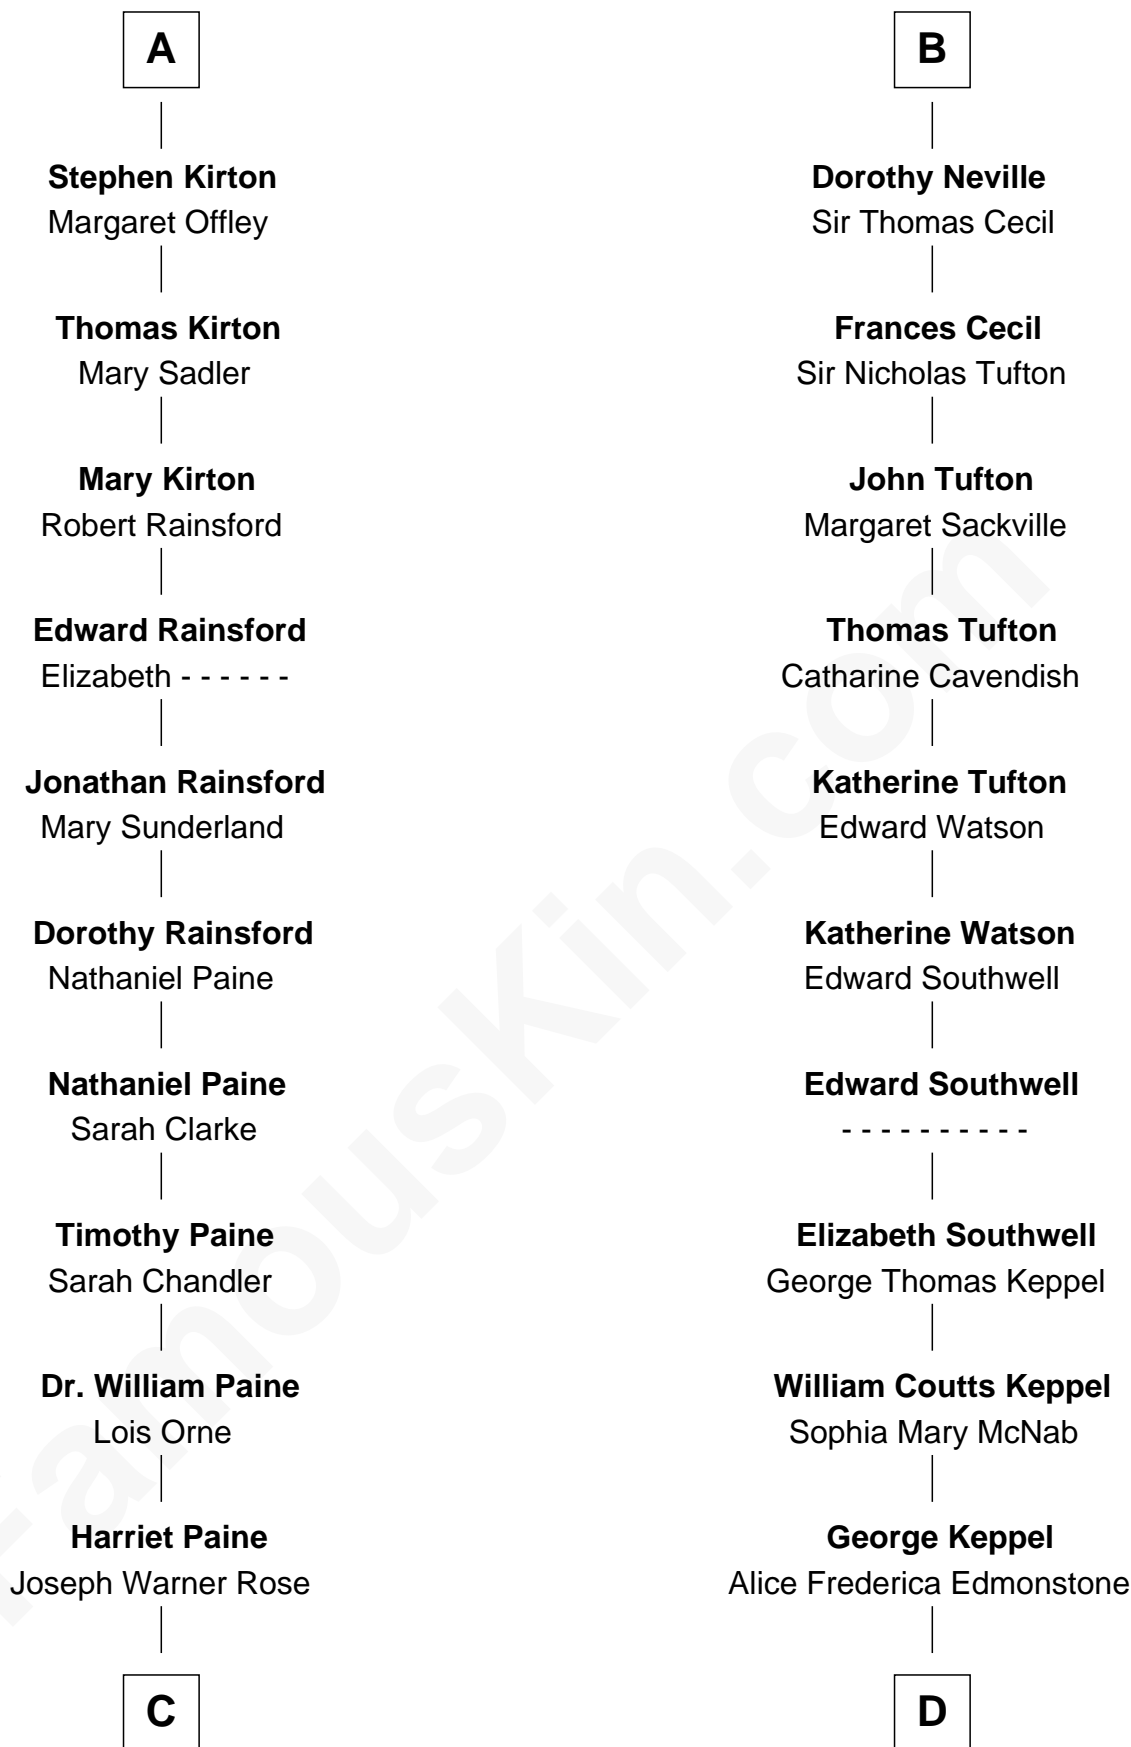 A
Stephen Kirton
Margaret Offley
Thomas Kirton
Mary Sadler
Mary Kirton
Robert Rainsford
Edward Rainsford
Elizabeth - - - - - -
Jonathan Rainsford
Mary Sunderland
Dorothy Rainsford
Nathaniel Paine
Nathaniel Paine
Sarah Clarke
Timothy Paine
Sarah Chandler
Dr. William Paine
Lois Orne
Harriet Paine
Joseph Warner Rose
C
B
Dorothy Neville
Sir Thomas Cecil
Frances Cecil
Sir Nicholas Tufton
John Tufton
Margaret Sackville
Thomas Tufton
Catharine Cavendish
Katherine Tufton
Edward Watson
Katherine Watson
Edward Southwell
Edward Southwell
- - - - - - - - - -
Elizabeth Southwell
George Thomas Keppel
William Coutts Keppel
Sophia Mary McNab
George Keppel
Alice Frederica Edmonstone
D
FamousKin.com